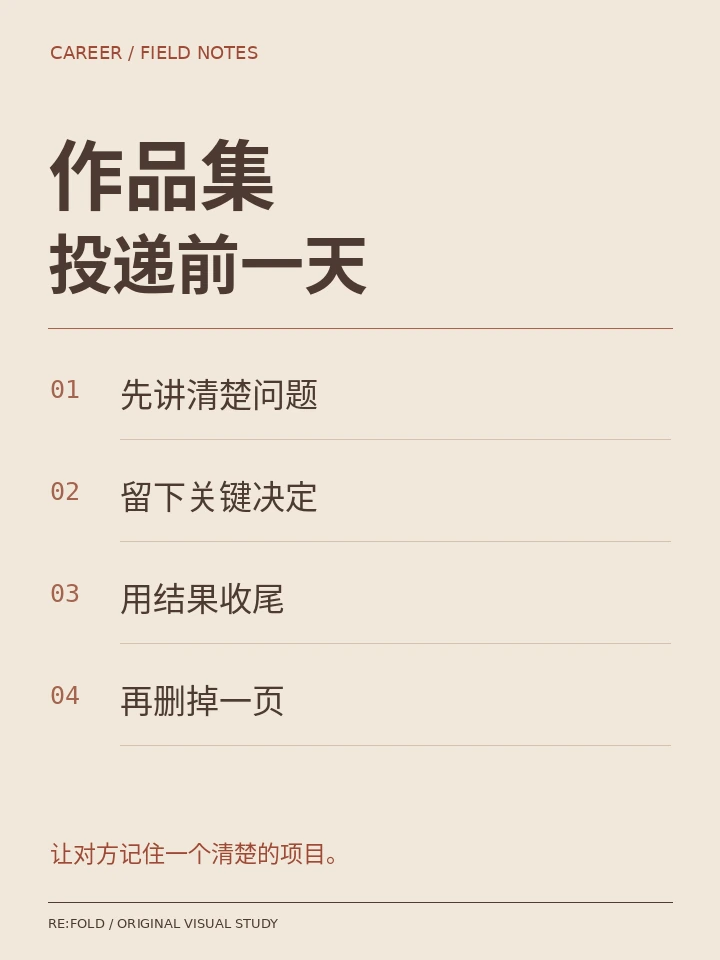 CAREER / FIELD NOTES
作品集
投递前一天
01 先讲清楚问题
02 留下关键决定
03 用结果收尾
04 再删掉一页
让对方记住一个清楚的项目。
RE:FOLD / ORIGINAL VISUAL STUDY